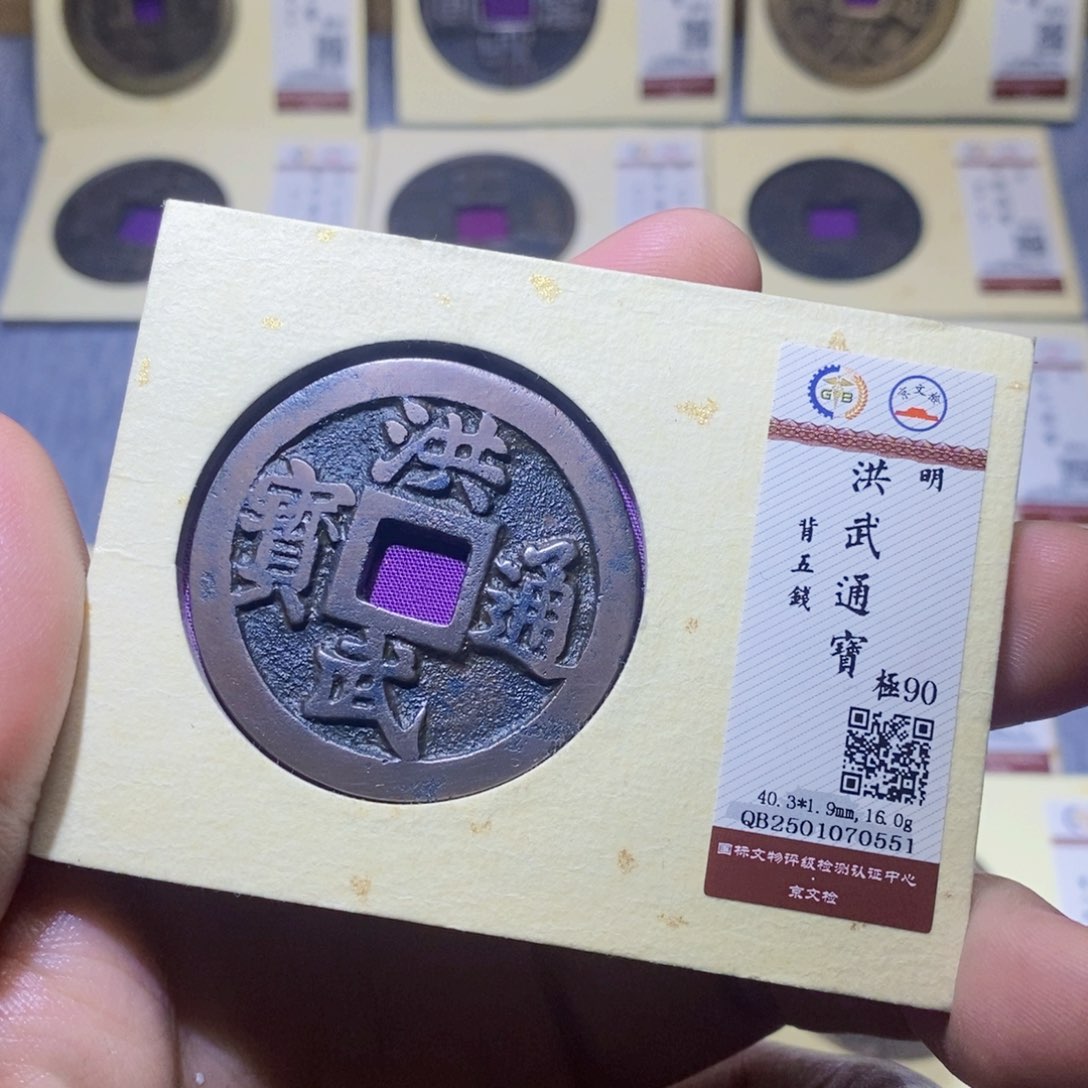 洪武通寶
GB
京文检
明
洪武通寶
背五錢
極90
40.3*1.9mm,16.0g
QB2501070551
国标文物评级检测认证中心
·
京文检